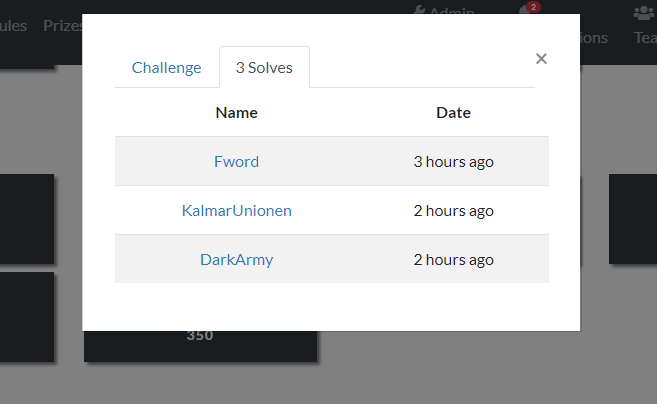 ules Prizes Admin 2
ions Tea
Challenge 3 Solves ×
Name Date
Fword 3 hours ago
KalmarUnionen 2 hours ago
DarkArmy 2 hours ago
350